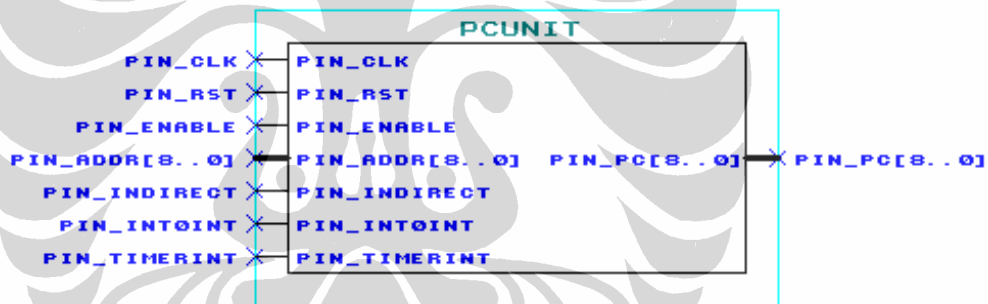 PCUNIT
PIN_CLK PIN_CLK
PIN_RST PIN_RST
PIN_ENABLE PIN_ENABLE
PIN_ADDR[8..0] PIN_ADDR[8..0] PIN_PC[8..0] PIN_PC[8..0]
PIN_INDIRECT PIN_INDIRECT
PIN_INT0INT PIN_INT0INT
PIN_TIMERINT PIN_TIMERINT